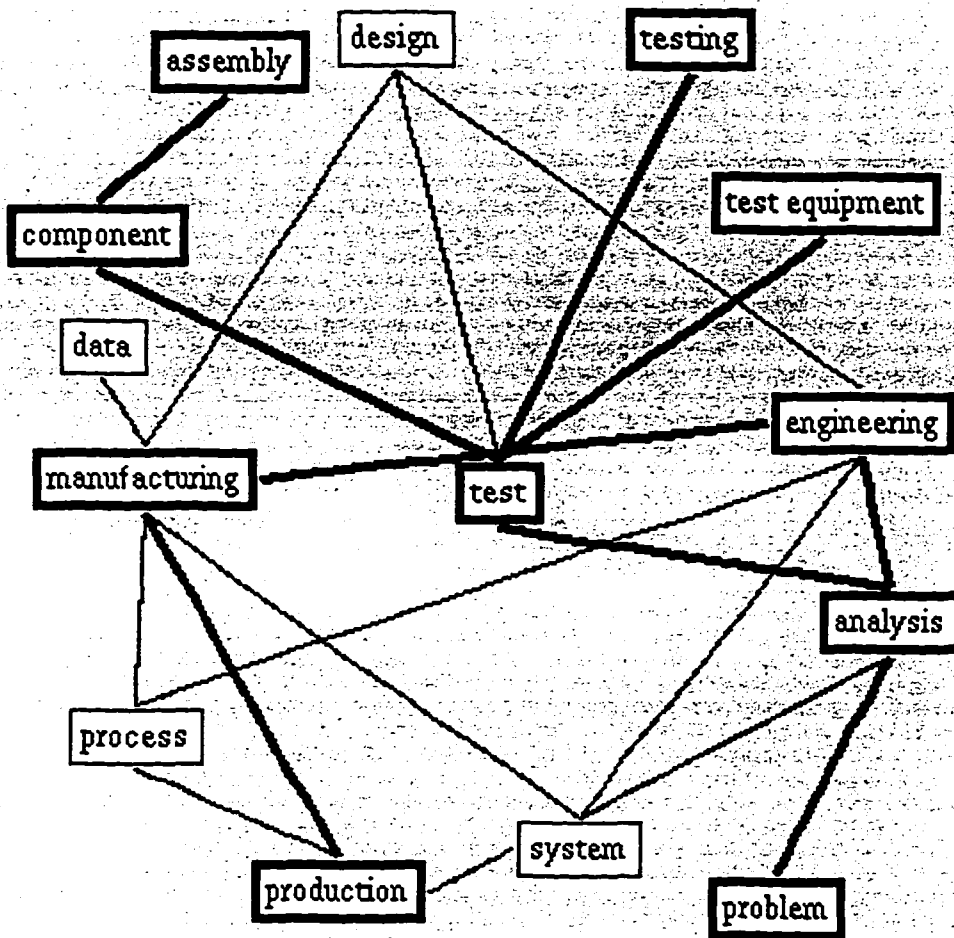 design
testing
assembly
test equipment
component
data
engineering
manufacturing
test
analysis
process
system
production
problem